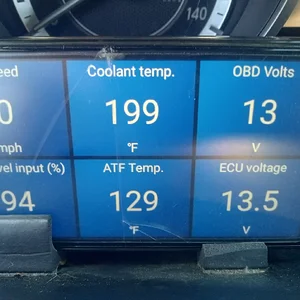 140
eed Coolant temp. OBD Volts
0 199 13
mph °F V
vel input (%) ATF Temp. ECU voltage
94 129 13.5
°F V